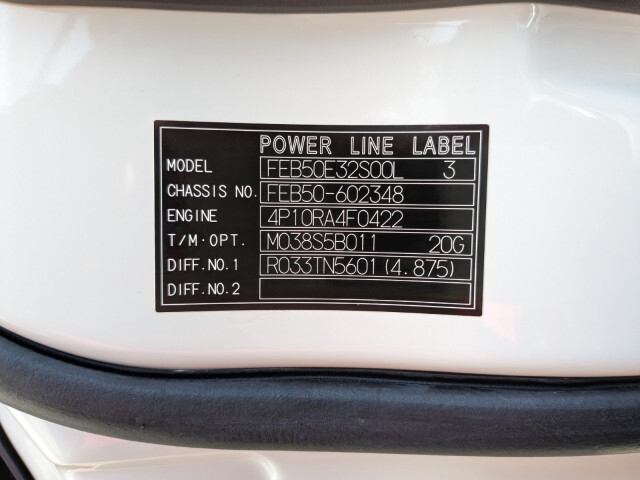 POWER LINE LABEL
MODEL FEB50E32S00L 3
CHASSIS NO. FEB50-602348
ENGINE 4P10RA4F0422
T/M·OPT. M038S5B011 20G
DIFF.NO.1 R033TN5601(4.875)
DIFF.NO.2